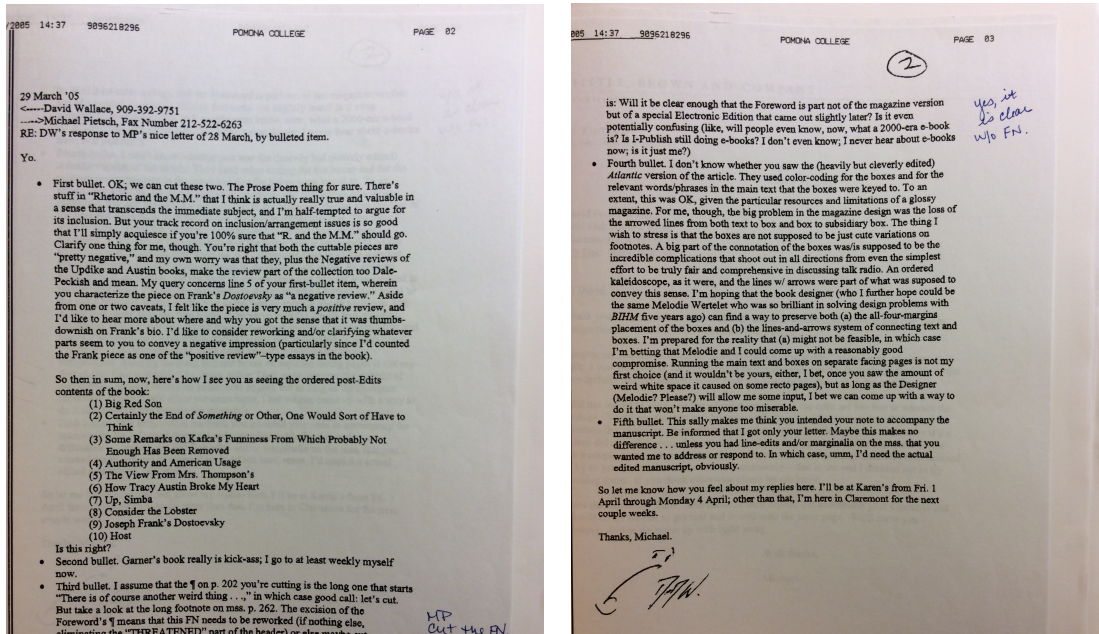 /2005 14:37 9096218296 POMONA COLLEGE PAGE 02
29 March '05
<-----David Wallace, 909-392-9751
---->Michael Pietsch, Fax Number 212-522-6263
RE: DW's response to MP's nice letter of 28 March, by bulleted item.
Yo.
• First bullet. OK; we can cut these two. The Prose Poem thing for sure. There's
stuff in "Rhetoric and the M.M." that I think is actually really true and valuable in
a sense that transcends the immediate subject, and I'm half-tempted to argue for
its inclusion. But your track record on inclusion/arrangement issues is so good
that I'll simply acquiesce if you're 100% sure that "R. and the M.M." should go.
Clarify one thing for me, though. You're right that both the cuttable pieces are
"pretty negative," and my own worry was that they, plus the Negative reviews of
the Updike and Austin books, make the review part of the collection too Dale-
Peckish and mean. My query concerns line 5 of your first-bullet item, wherein
you characterize the piece on Frank's Dostoevsky as "a negative review." Aside
from one or two caveats, I felt like the piece is very much a positive review, and
I'd like to hear more about where and why you got the sense that it was thumbs-
downish on Frank's bio. I'd like to consider reworking and/or clarifying whatever
parts seem to you to convey a negative impression (particularly since I'd counted
the Frank piece as one of the "positive review"–type essays in the book).
So then in sum, now, here's how I see you as seeing the ordered post-Edits
contents of the book:
(1) Big Red Son
(2) Certainly the End of Something or Other, One Would Sort of Have to
Think
(3) Some Remarks on Kafka's Funniness From Which Probably Not
Enough Has Been Removed
(4) Authority and American Usage
(5) The View From Mrs. Thompson's
(6) How Tracy Austin Broke My Heart
(7) Up, Simba
(8) Consider the Lobster
(9) Joseph Frank's Dostoevsky
(10) Host
Is this right?
• Second bullet. Garner's book really is kick-ass; I go to at least weekly myself
now.
• Third bullet. I assume that the ¶ on p. 202 you're cutting is the long one that starts
"There is of course another weird thing . . .," in which case good call: let's cut.
But take a look at the long footnote on mss. p. 262. The excision of the
Foreword's ¶ means that this FN needs to be reworked (if nothing else,
eliminating the "THREATENED" part of the header) or else maybe cut
MP
cut the FN
005 14:37 9096218296 POMONA COLLEGE PAGE 03
2
is: Will it be clear enough that the Foreword is part not of the magazine version
but of a special Electronic Edition that came out slightly later? Is it even
potentially confusing (like, will people even know, now, what a 2000-era e-book
is? Is I-Publish still doing e-books? I don't even know; I never hear about e-books
now; is it just me?)
yes, it
is clear
w/o FN.
• Fourth bullet. I don't know whether you saw the (heavily but cleverly edited)
Atlantic version of the article. They used color-coding for the boxes and for the
relevant words/phrases in the main text that the boxes were keyed to. To an
extent, this was OK, given the particular resources and limitations of a glossy
magazine. For me, though, the big problem in the magazine design was the loss of
the arrowed lines from both text to box and box to subsidiary box. The thing I
wish to stress is that the boxes are not supposed to be just cute variations on
footnotes. A big part of the connotation of the boxes was/is supposed to be the
incredible complications that shoot out in all directions from even the simplest
effort to be truly fair and comprehensive in discussing talk radio. An ordered
kaleidoscope, as it were, and the lines w/ arrows were part of what was suposed to
convey this sense. I'm hoping that the book designer (who I further hope could be
the same Melodie Wertelet who was so brilliant in solving design problems with
BIHM five years ago) can find a way to preserve both (a) the all-four-margins
placement of the boxes and (b) the lines-and-arrows system of connecting text and
boxes. I'm prepared for the reality that (a) might not be feasible, in which case
I'm betting that Melodie and I could come up with a reasonably good
compromise. Running the main text and boxes on separate facing pages is not my
first choice (and it wouldn't be yours, either, I bet, once you saw the amount of
weird white space it caused on some recto pages), but as long as the Designer
(Melodie? Please?) will allow me some input, I bet we can come up with a way to
do it that won't make anyone too miserable.
• Fifth bullet. This sally makes me think you intended your note to accompany the
manuscript. Be informed that I got only your letter. Maybe this makes no
difference . . . unless you had line-edits and/or marginalia on the mss. that you
wanted me to address or respond to. In which case, umm, I'd need the actual
edited manuscript, obviously.
So let me know how you feel about my replies here. I'll be at Karen's from Fri. 1
April through Monday 4 April; other than that, I'm here in Claremont for the next
couple weeks.
Thanks, Michael.